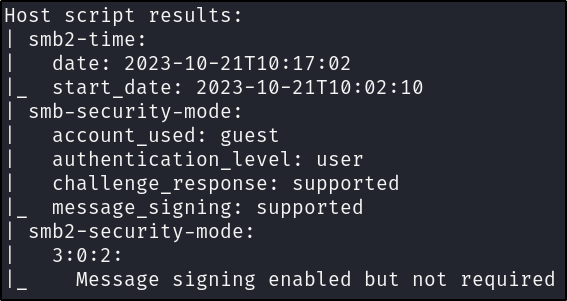 Host script results:
| smb2-time:
|   date: 2023-10-21T10:17:02
|_  start_date: 2023-10-21T10:02:10
| smb-security-mode:
|   account_used: guest
|   authentication_level: user
|   challenge_response: supported
|_  message_signing: supported
| smb2-security-mode:
|   3:0:2:
|_    Message signing enabled but not required